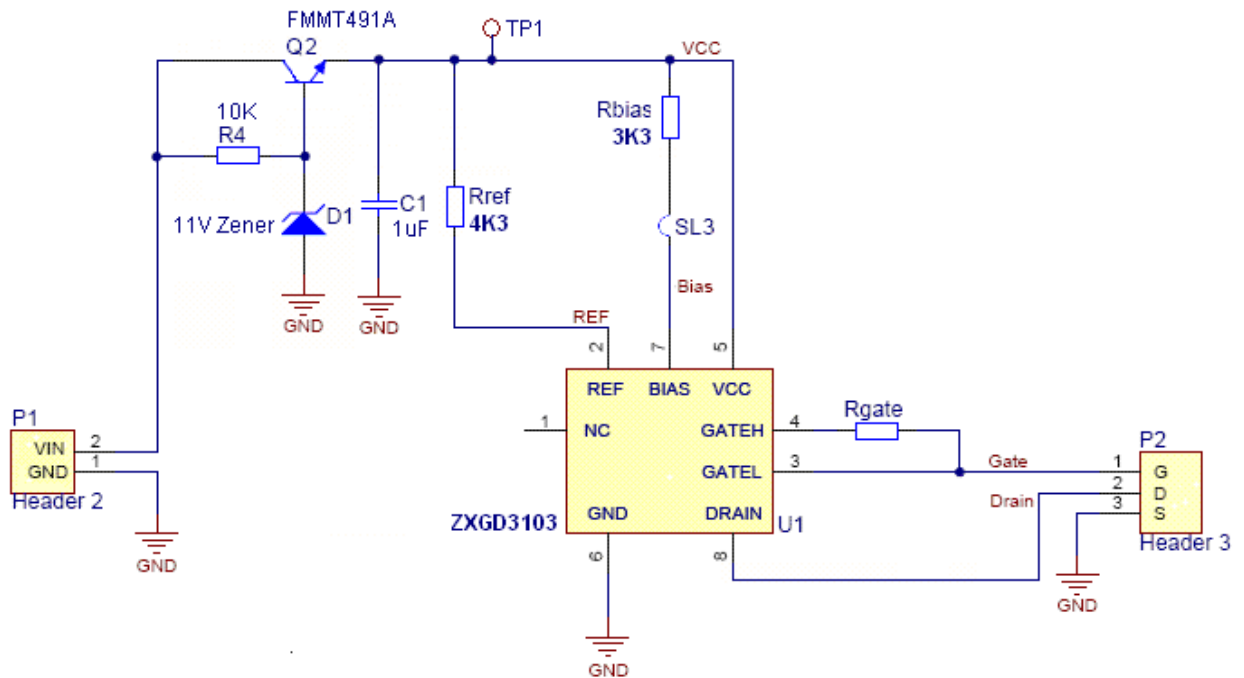 FMMT491A
Q2
TP1
VCC
10K
R4
Rbias
3K3
11V Zener
D1
C1
1uF
Rref
4K3
SL3
Bias
GND
GND
REF
2
7
5
REF
BIAS
VCC
1
NC
GATEH
4
Rgate
GATEL
3
GND
DRAIN
ZXGD3103
U1
6
8
GND
P1
VIN
2
GND
1
Header 2
GND
Gate
Drain
P2
1
G
2
D
3
S
Header 3
GND